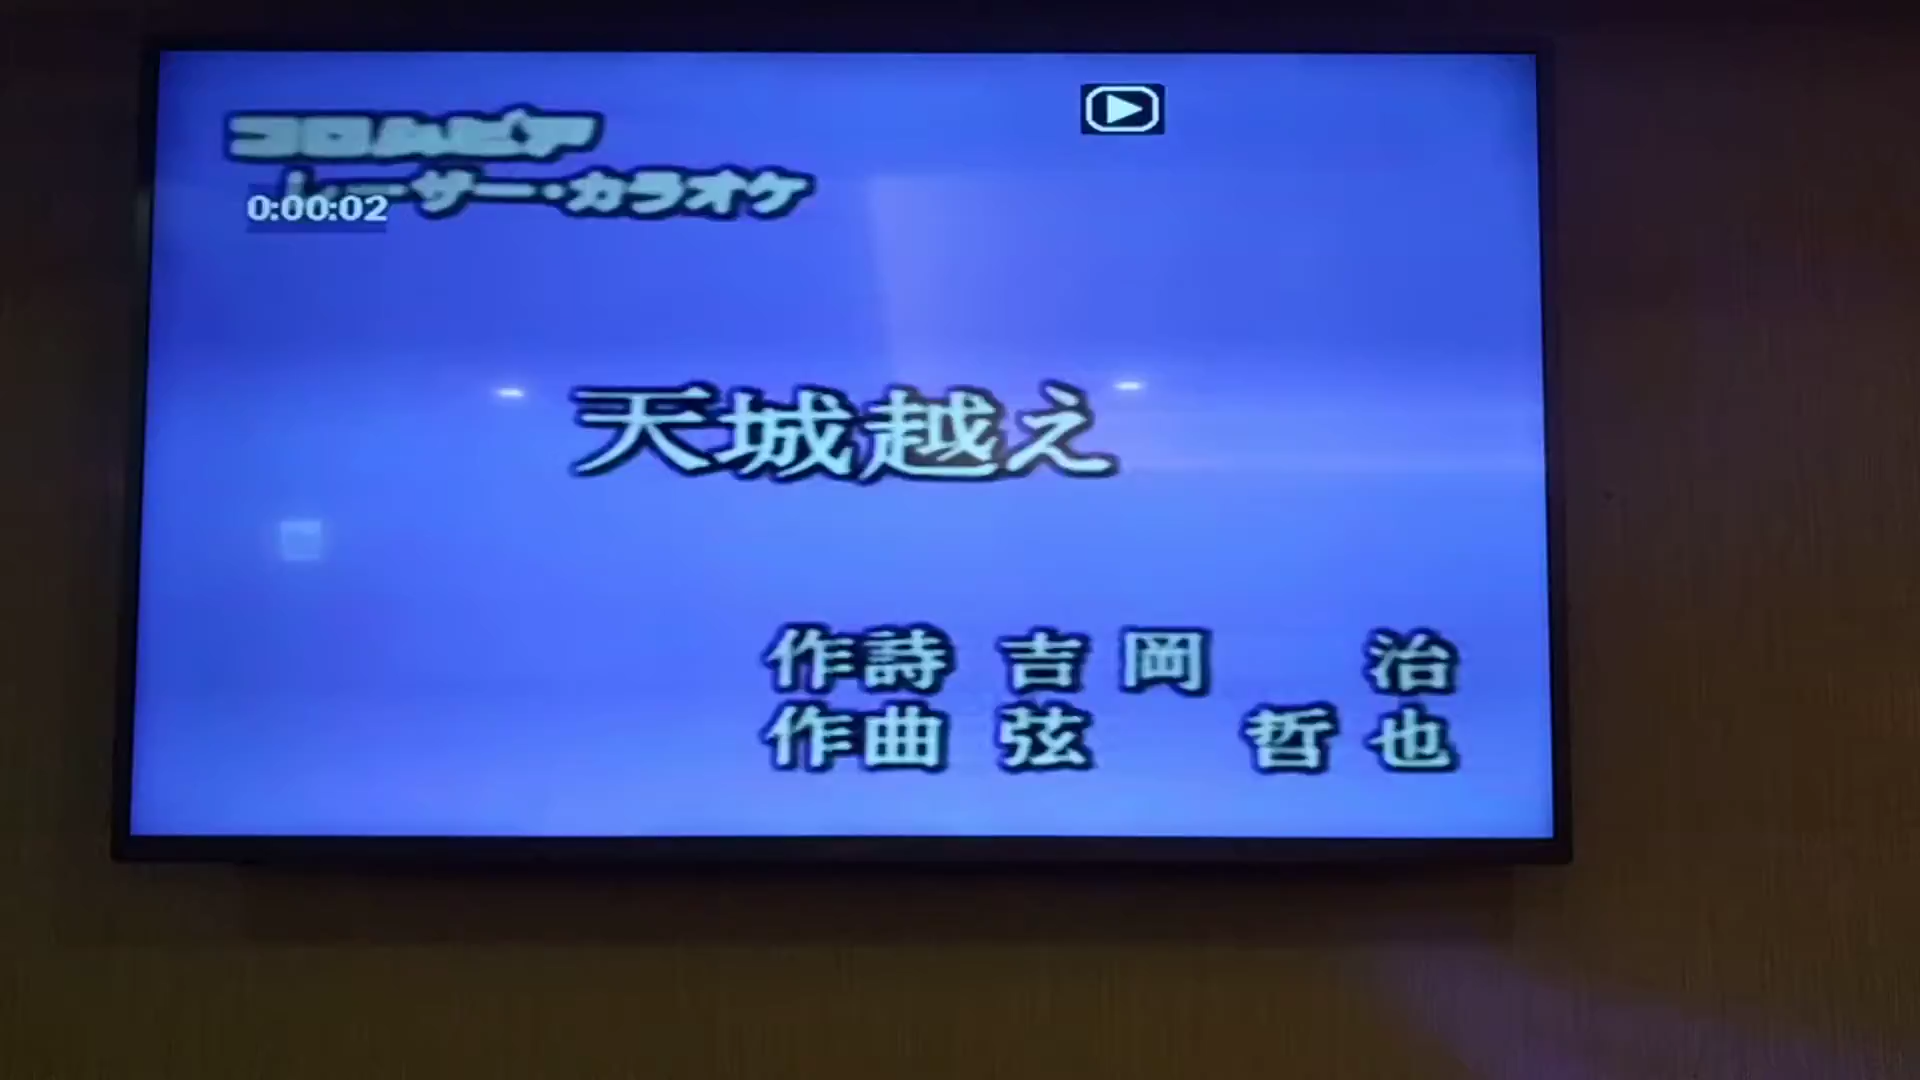 コロムビア
レーザー・カラオケ
0:00:02
天城越え
作詩 吉岡 治
作曲 弦 哲也